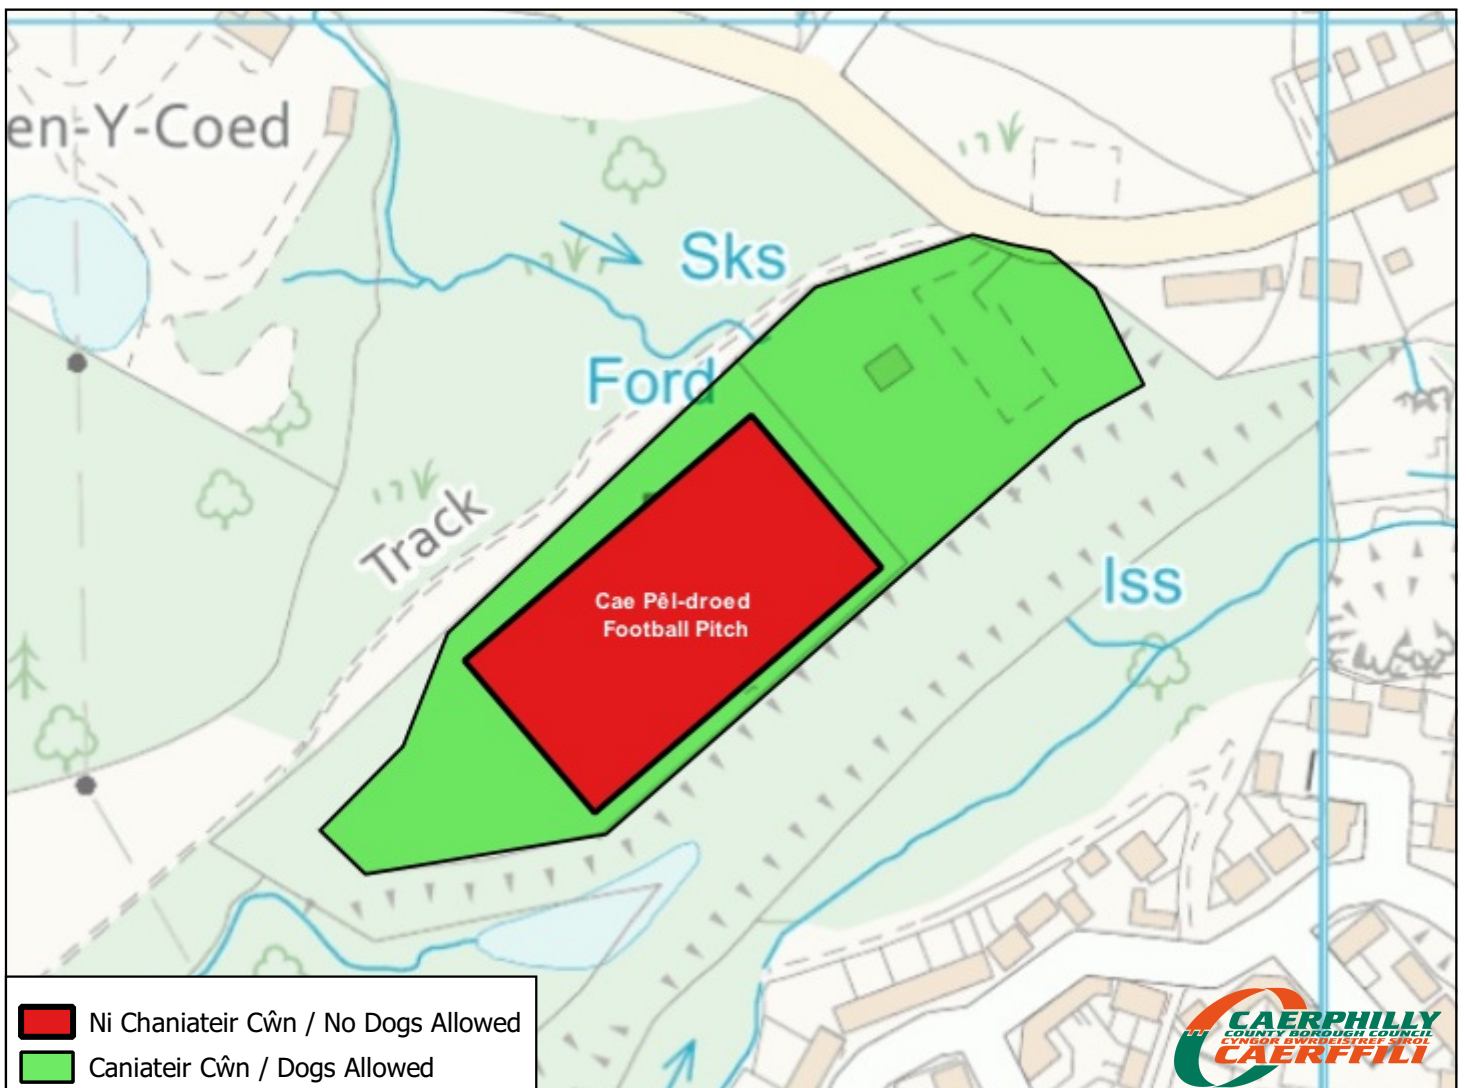 en-Y-Coed
Sks
Ford
Track
Cae Pêl-droed
Football Pitch
Iss
Ni Chaniateir Cŵn / No Dogs Allowed
Caniateir Cŵn / Dogs Allowed
CAERPHILLY
COUNTY BOROUGH COUNCIL
CYNGOR BWRDEISTREF SIROL
CAERFFILI